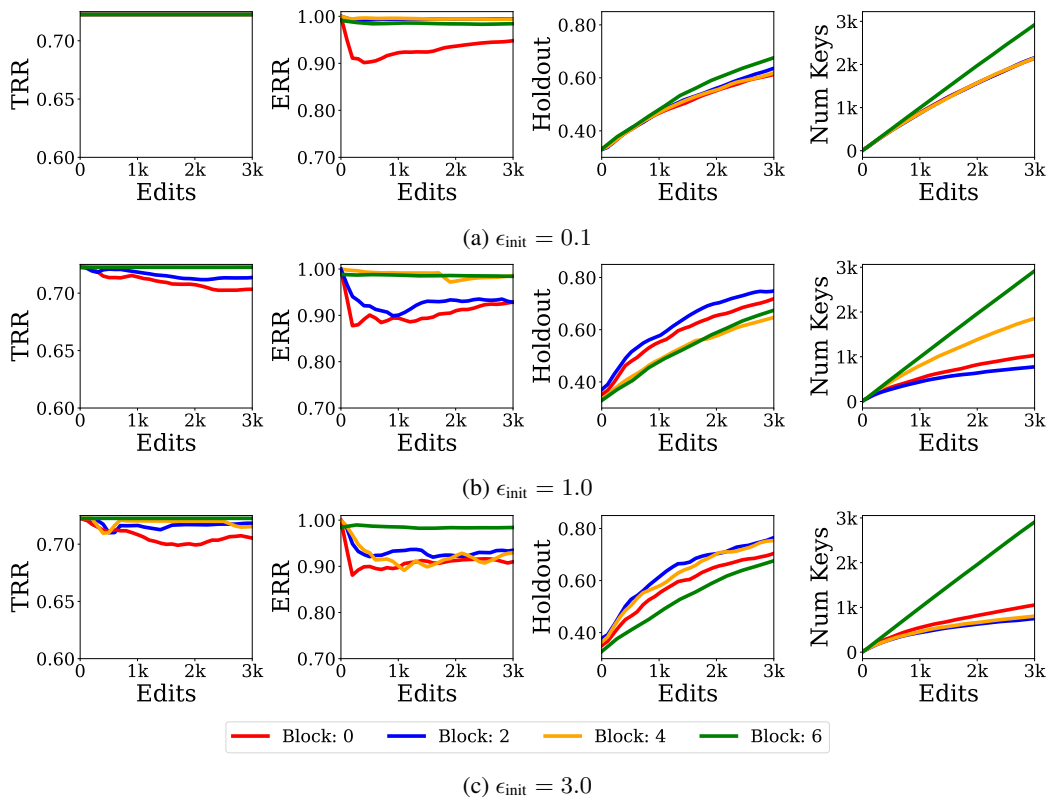 TRR
0.70
0.65
0.60
0 1k 2k 3k
Edits
ERR
1.00
0.90
0.80
0.70
0 1k 2k 3k
Edits
Holdout
0.80
0.60
0.40
0 1k 2k 3k
Edits
Num Keys
3k
2k
1k
0
0 1k 2k 3k
Edits
(a) ϵinit = 0.1
TRR
0.70
0.65
0.60
0 1k 2k 3k
Edits
ERR
1.00
0.90
0.80
0.70
0 1k 2k 3k
Edits
Holdout
0.80
0.60
0.40
0 1k 2k 3k
Edits
Num Keys
3k
2k
1k
0
0 1k 2k 3k
Edits
(b) ϵinit = 1.0
TRR
0.70
0.65
0.60
0 1k 2k 3k
Edits
ERR
1.00
0.90
0.80
0.70
0 1k 2k 3k
Edits
Holdout
0.80
0.60
0.40
0 1k 2k 3k
Edits
Num Keys
3k
2k
1k
0
0 1k 2k 3k
Edits
Block: 0 Block: 2 Block: 4 Block: 6
(c) ϵinit = 3.0